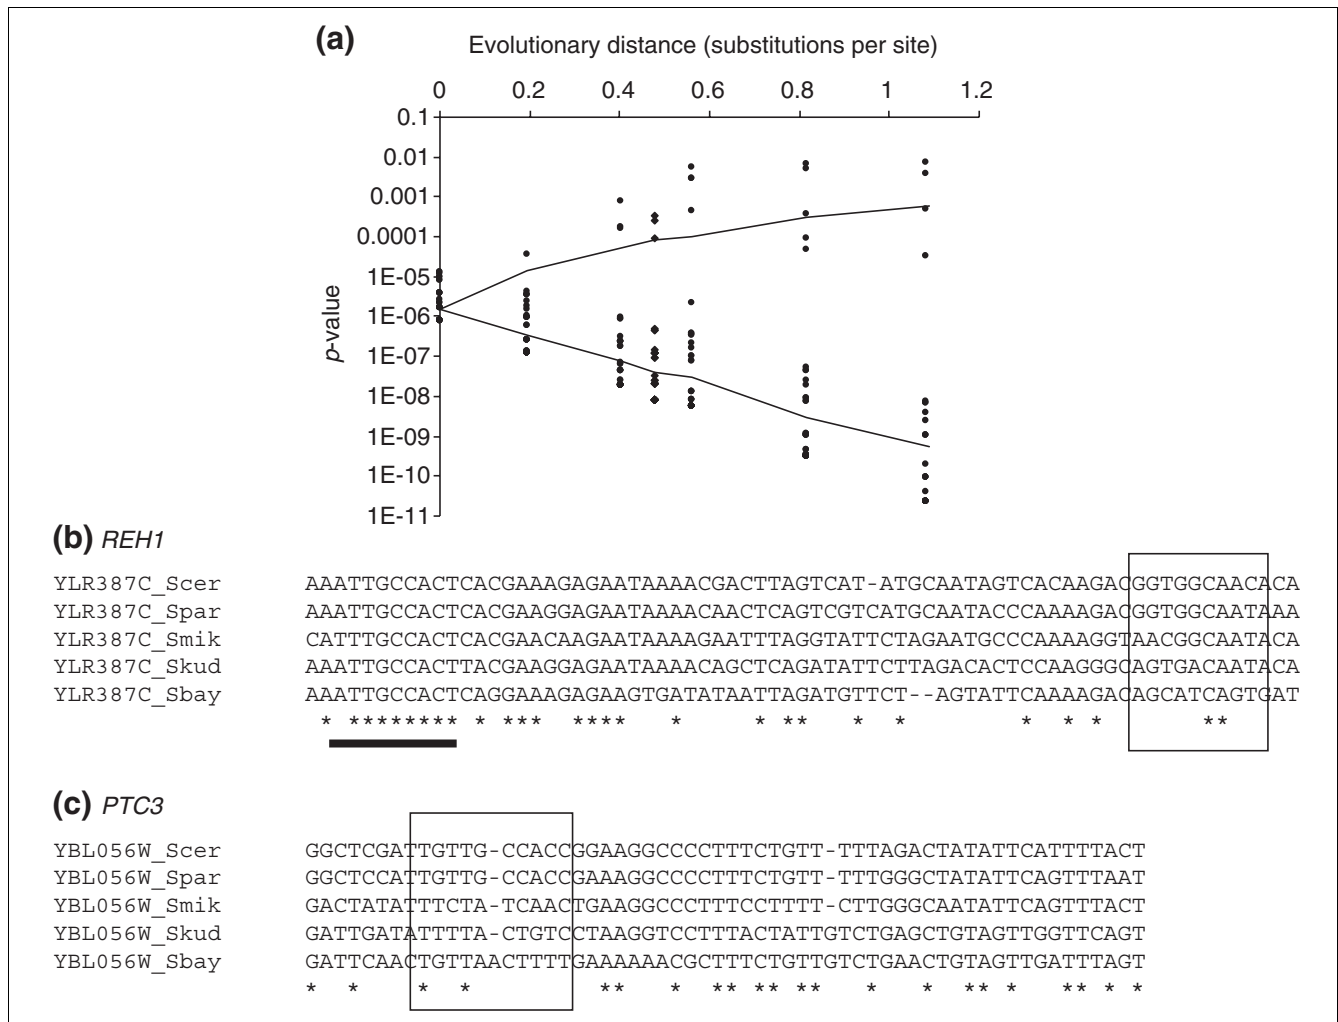 (a)
Evolutionary distance (substitutions per site)
0 0.2 0.4 0.6 0.8 1 1.2
0.1
0.01
0.001
0.0001
1E-05
1E-06
1E-07
1E-08
1E-09
1E-10
1E-11
p-value
(b) REH1
YLR387C_Scer AAATTGCCACTCACGAAAGAGAATAAAACGACTTAGTCAT-ATGCAATAGTCACAAGACGGTGGCAACACA
YLR387C_Spar AAATTGCCACTCACGAAGGAGAATAAAACAACTCAGTCGTCATGCAATACCCAAAAGACGGTGGCAATAAA
YLR387C_Smik CATTTGCCACTCACGAACAAGAATAAAAGAATTTAGGTATTCTAGAATGCCCAAAAGGTAACGGCAATACA
YLR387C_Skud AAATTGCCACTTACGAAGGAGAATAAAACAGCTCAGATATTCTTAGACACTCCAAGGGCAGTGACAATACA
YLR387C_Sbay AAATTGCCACTCAGGAAAGAGAAGTGATATAATTAGATGTTCT--AGTATTCAAAAGACAGCATCAGTGAT
* ******** * *** **** * * ** * * * * * **
(c) PTC3
YBL056W_Scer GGCTCGATTGTTG-CCACCGGAAGGCCCCTTTCTGTT-TTTAGACTATATTCATTTTACT
YBL056W_Spar GGCTCCATTGTTG-CCACCGAAAGGCCCCTTTCTGTT-TTTGGGCTATATTCAGTTTAAT
YBL056W_Smik GACTATATTTCTA-TCAACTGAAGGCCCTTTCCTTTT-CTTGGGCAATATTCAGTTTACT
YBL056W_Skud GATTGATATTTTA-CTGTCCTAAGGTCCTTTACTATTGTCTGAGCTGTAGTTGGTTCAGT
YBL056W_Sbay GATTCAACTGTTAACTTTTGAAAAAACGCTTTCTGTTGTCTGAACTGTAGTTGATTTAGT
* * * * ** * ** ** ** * * ** * ** * *